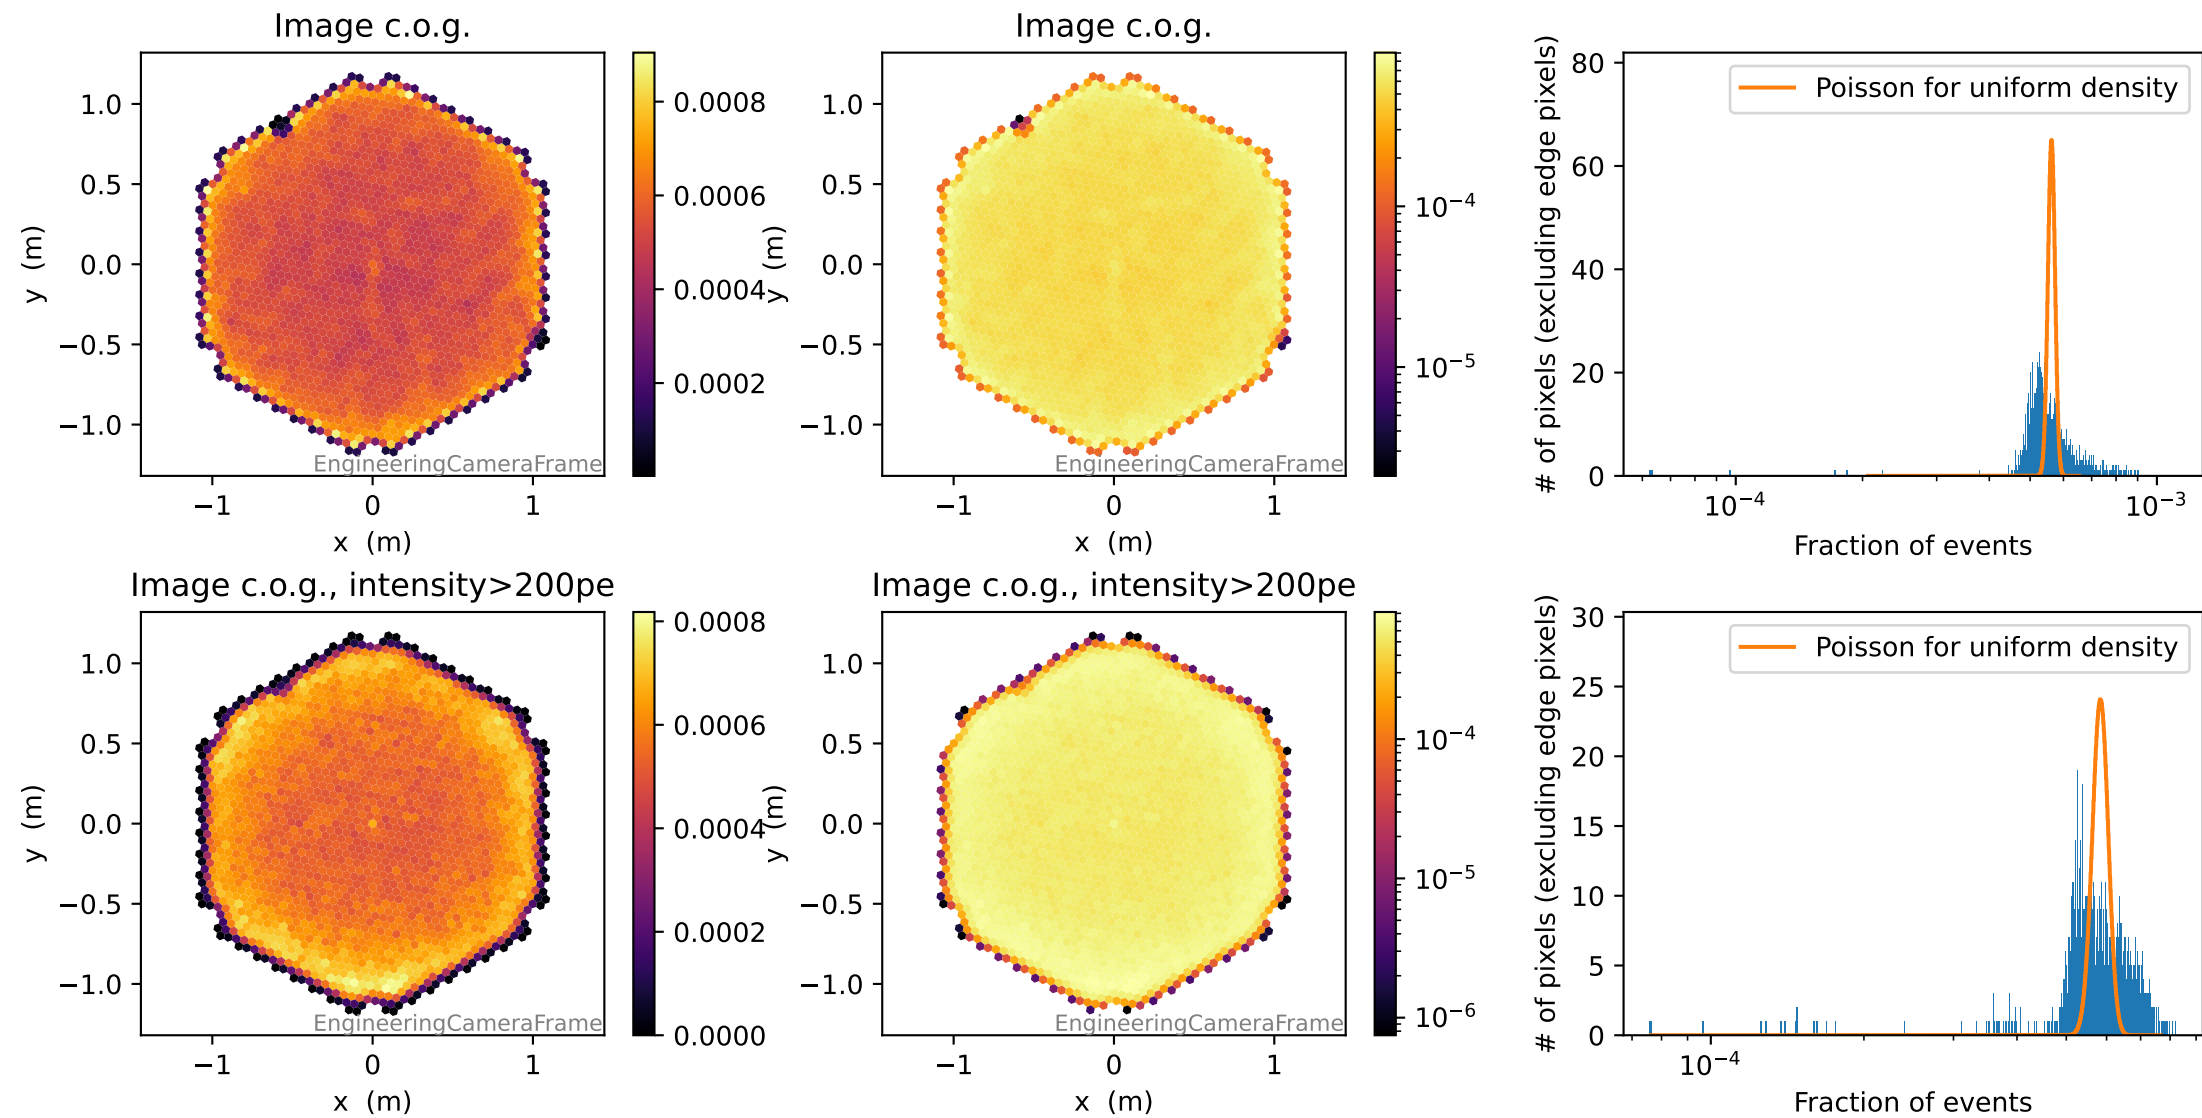 Image c.o.g.
1.0
0.5
0.0
−0.5
−1.0
y (m)
−1
0
1
x (m)
EngineeringCameraFrame
0.0008
0.0006
0.0004
0.0002
Image c.o.g.
1.0
0.5
0.0
−0.5
−1.0
y (m)
−1
0
1
x (m)
EngineeringCameraFrame
10⁻⁴
10⁻⁵
Poisson for uniform density
# of pixels (excluding edge pixels)
80
60
40
20
0
10⁻⁴
10⁻³
Fraction of events
Image c.o.g., intensity>200pe
1.0
0.5
0.0
−0.5
−1.0
y (m)
−1
0
1
x (m)
EngineeringCameraFrame
0.0008
0.0006
0.0004
0.0002
0.0000
Image c.o.g., intensity>200pe
1.0
0.5
0.0
−0.5
−1.0
y (m)
−1
0
1
x (m)
EngineeringCameraFrame
10⁻⁴
10⁻⁵
10⁻⁶
Poisson for uniform density
# of pixels (excluding edge pixels)
30
25
20
15
10
5
0
10⁻⁴
Fraction of events